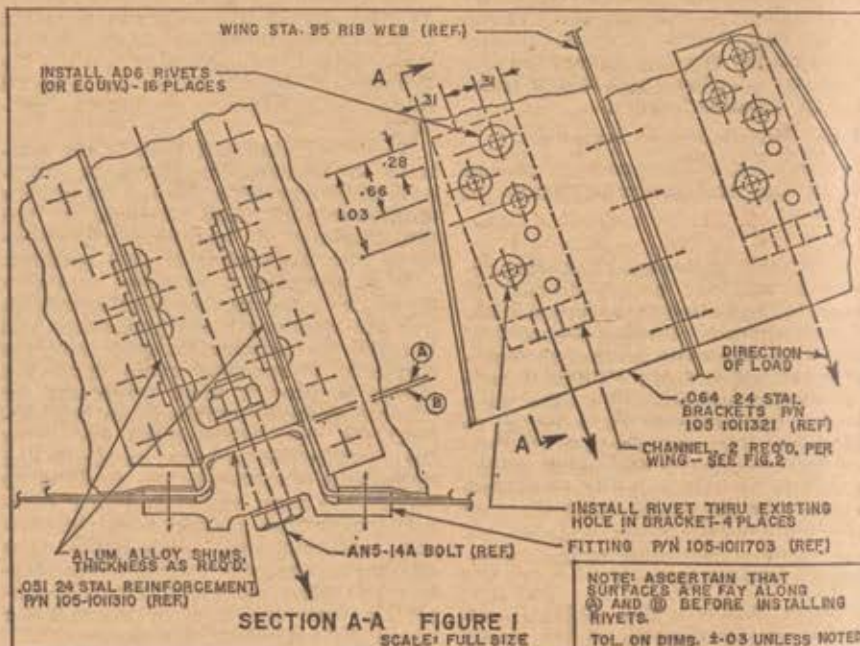 WING STA. 95 RIB WEB (REF.)
INSTALL AD6 RIVETS
(OR EQUIV.) - 16 PLACES
A
.31
.31
.28
.66
1.03
A
B
DIRECTION
OF LOAD
.064 24 STAL
BRACKETS P/N
105 1011321 (REF)
A
CHANNEL, 2 REQ'D. PER
WING - SEE FIG. 2
INSTALL RIVET THRU EXISTING
HOLE IN BRACKET-4 PLACES
AN5-14A BOLT (REF.)
FITTING P/N 105-1011703 (REF)
ALUM. ALLOY SHIMS,
THICKNESS AS REQ'D.
.051 24 STAL REINFORCEMENT
P/N 105-1011310 (REF.)
SECTION A-A FIGURE 1
SCALE: FULL SIZE
NOTE: ASCERTAIN THAT
SURFACES ARE FAY ALONG
A AND B BEFORE INSTALLING
RIVETS.
TOL. ON DIMS. ±.03 UNLESS NOTED